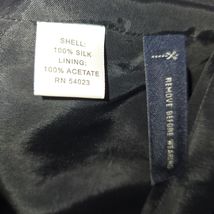 SHELL:
100% SILK
LINING:
100% ACETATE
RN 54023
REMOVE BEFORE WEARING